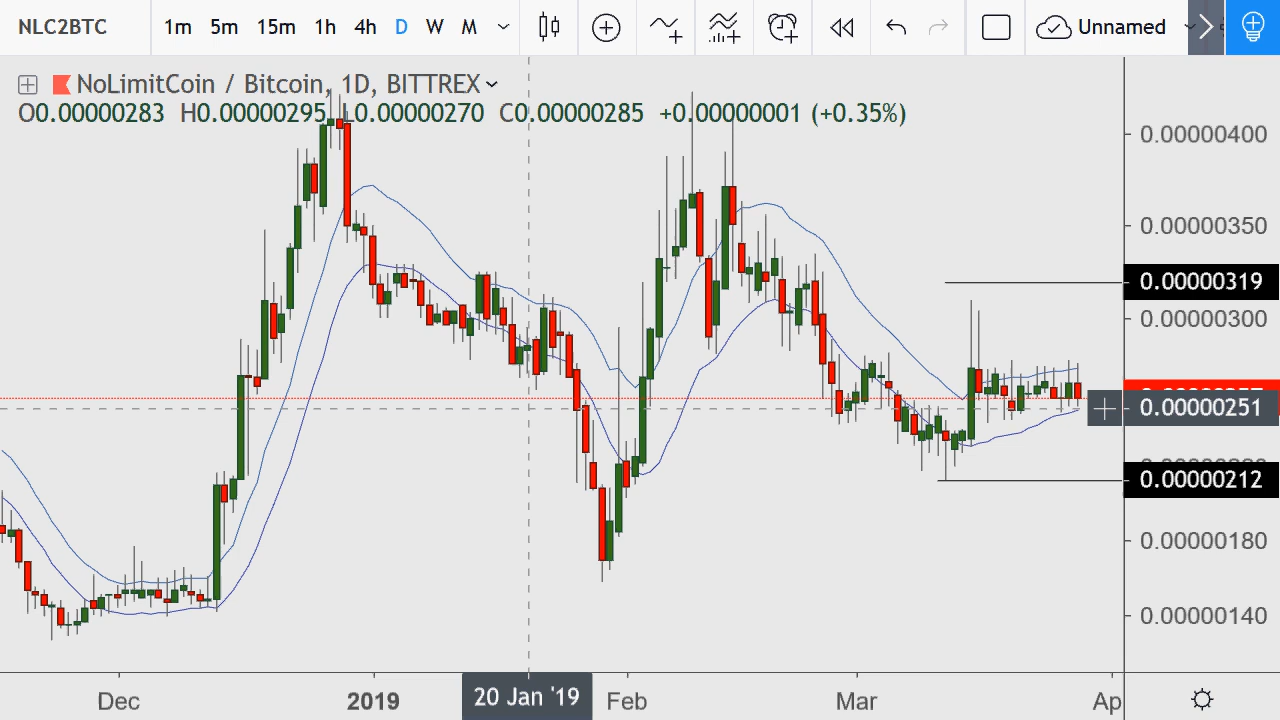 NLC2BTC 1m 5m 15m 1h 4h D W M Unnamed
NoLimitCoin / Bitcoin, 1D, BITTREX
O0.00000283 H0.00000295 L0.00000270 C0.00000285 +0.00000001 (+0.35%)
0.00000400
0.00000350
0.00000319
0.00000300
0.00000251
0.00000212
0.00000180
0.00000140
Dec 2019 20 Jan '19 Feb Mar Ap